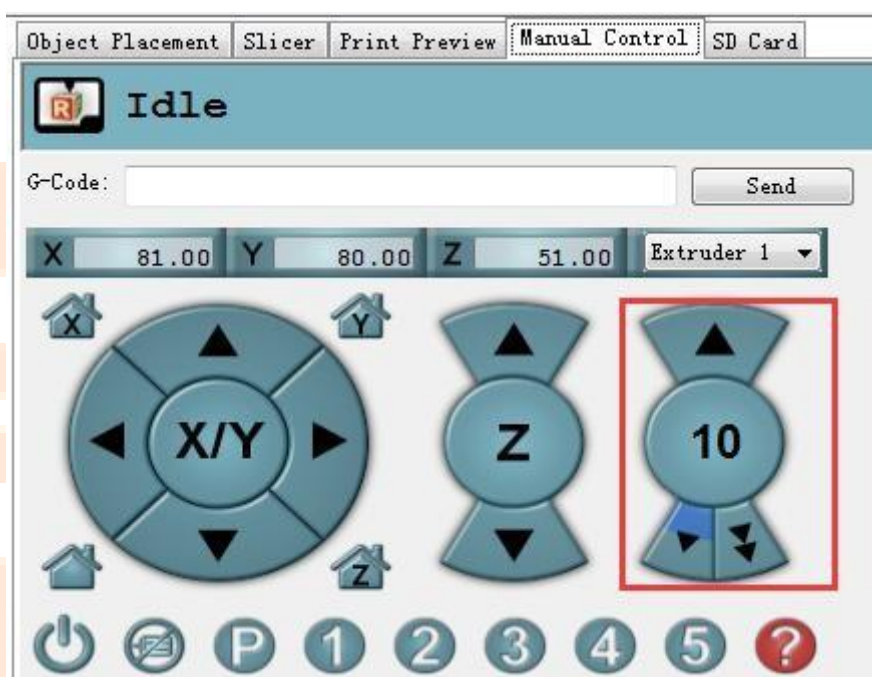 Object Placement Slicer Print Preview Manual Control SD Card
R Idle
G-Code: Send
X 81.00 Y 80.00 Z 51.00 Extruder 1
X Y
X/Y Z 10
Z
P 1 2 3 4 5 ?